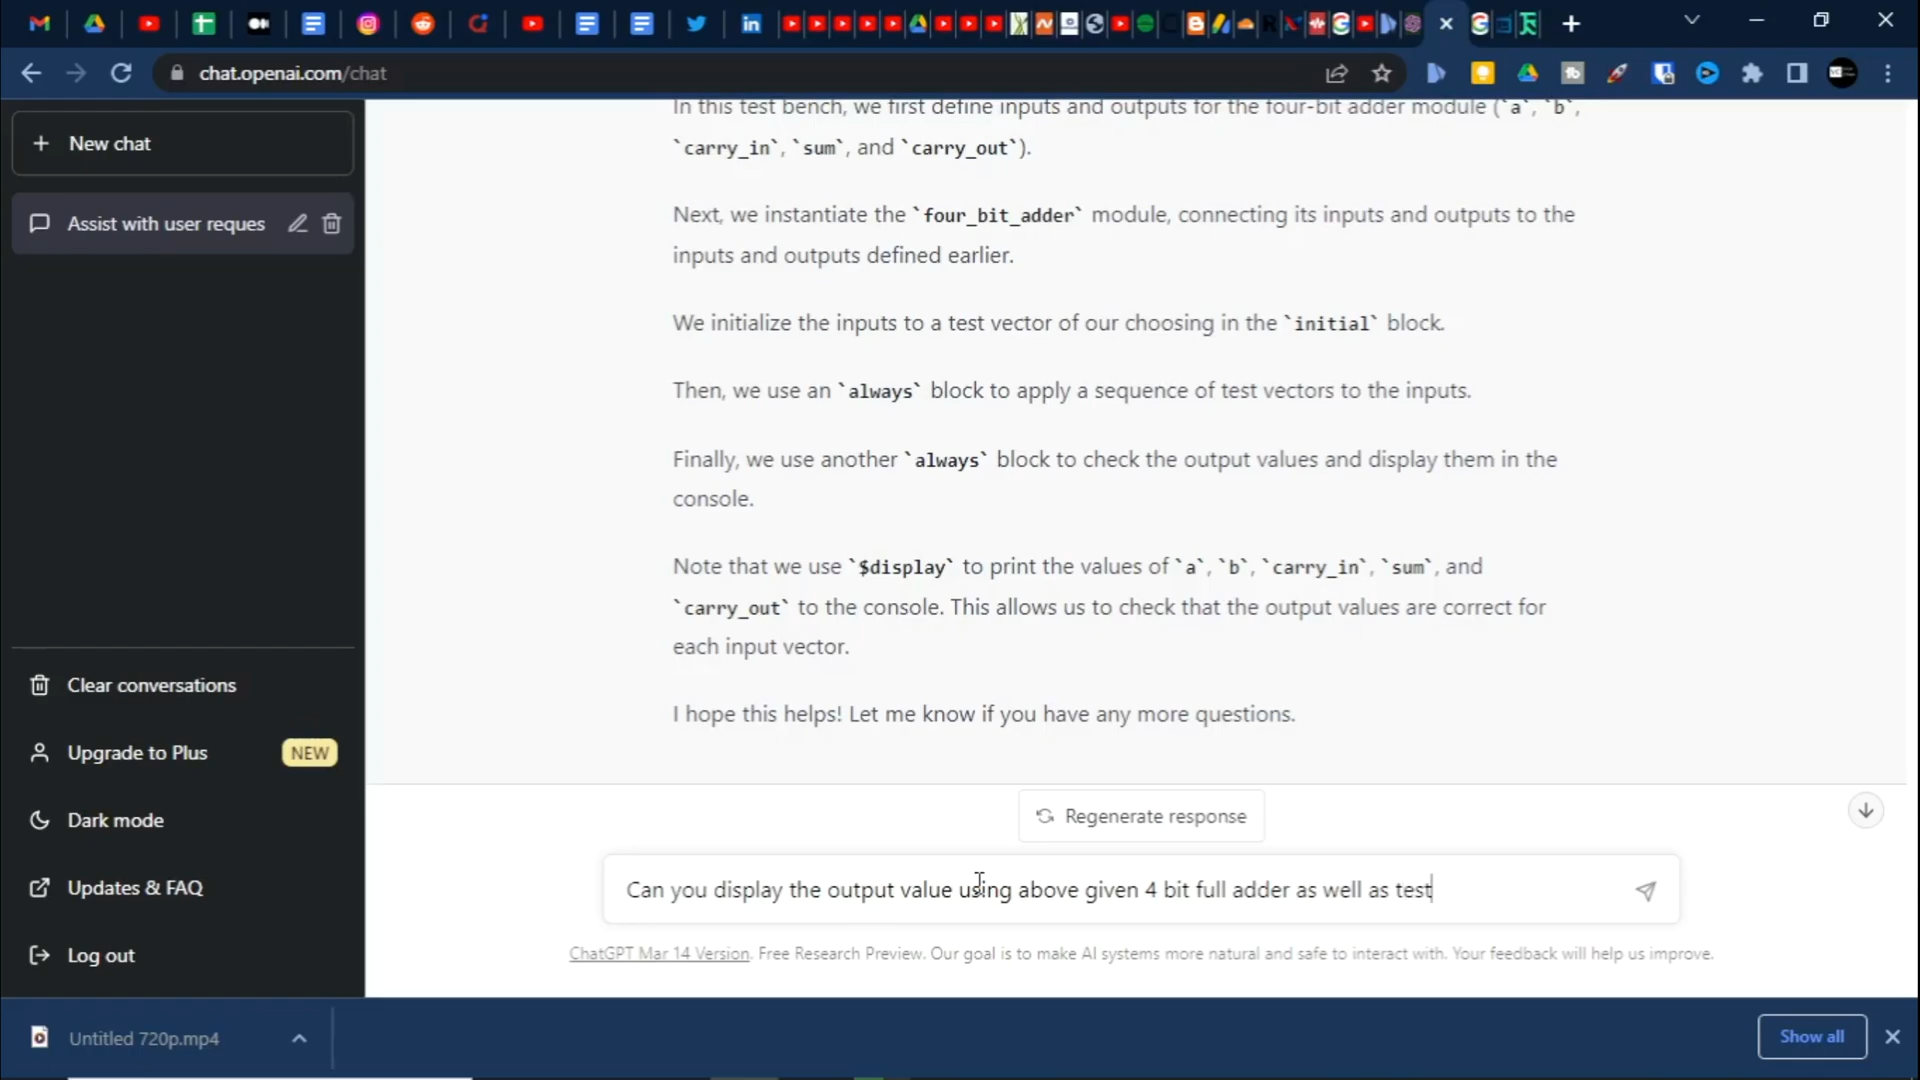 chat.openai.com/chat
New chat
Assist with user reques
Clear conversations
Upgrade to Plus NEW
Dark mode
Updates & FAQ
Log out
In this test bench, we first define inputs and outputs for the four-bit adder module (`a`, `b`,
`carry_in`, `sum`, and `carry_out`).
Next, we instantiate the `four_bit_adder` module, connecting its inputs and outputs to the
inputs and outputs defined earlier.
We initialize the inputs to a test vector of our choosing in the `initial` block.
Then, we use an `always` block to apply a sequence of test vectors to the inputs.
Finally, we use another `always` block to check the output values and display them in the
console.
Note that we use `$display` to print the values of `a`, `b`, `carry_in`, `sum`, and
`carry_out` to the console. This allows us to check that the output values are correct for
each input vector.
I hope this helps! Let me know if you have any more questions.
Regenerate response
Can you display the output value using above given 4 bit full adder as well as test
ChatGPT Mar 14 Version. Free Research Preview. Our goal is to make AI systems more natural and safe to interact with. Your feedback will help us improve.
Untitled 720p.mp4
Show all